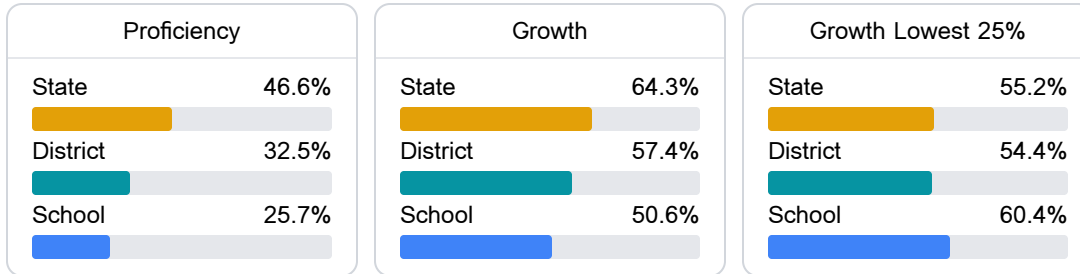 Proficiency
State 46.6%
District 32.5%
School 25.7%
Growth
State 64.3%
District 57.4%
School 50.6%
Growth Lowest 25%
State 55.2%
District 54.4%
School 60.4%